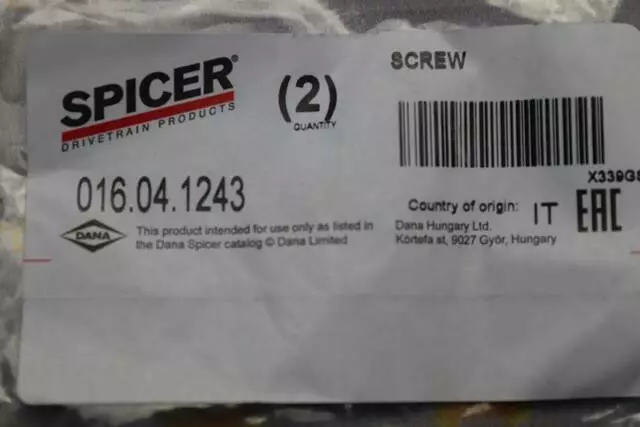 SPICER®
DRIVETRAIN PRODUCTS
(2)
QUANTITY
SCREW
X339G
016.04.1243
Country of origin: IT
EAC
DANA
This product intended for use only as listed in
the Dana Spicer catalog © Dana Limited
Dana Hungary Ltd.
Körtefa st, 9027 Győr, Hungary